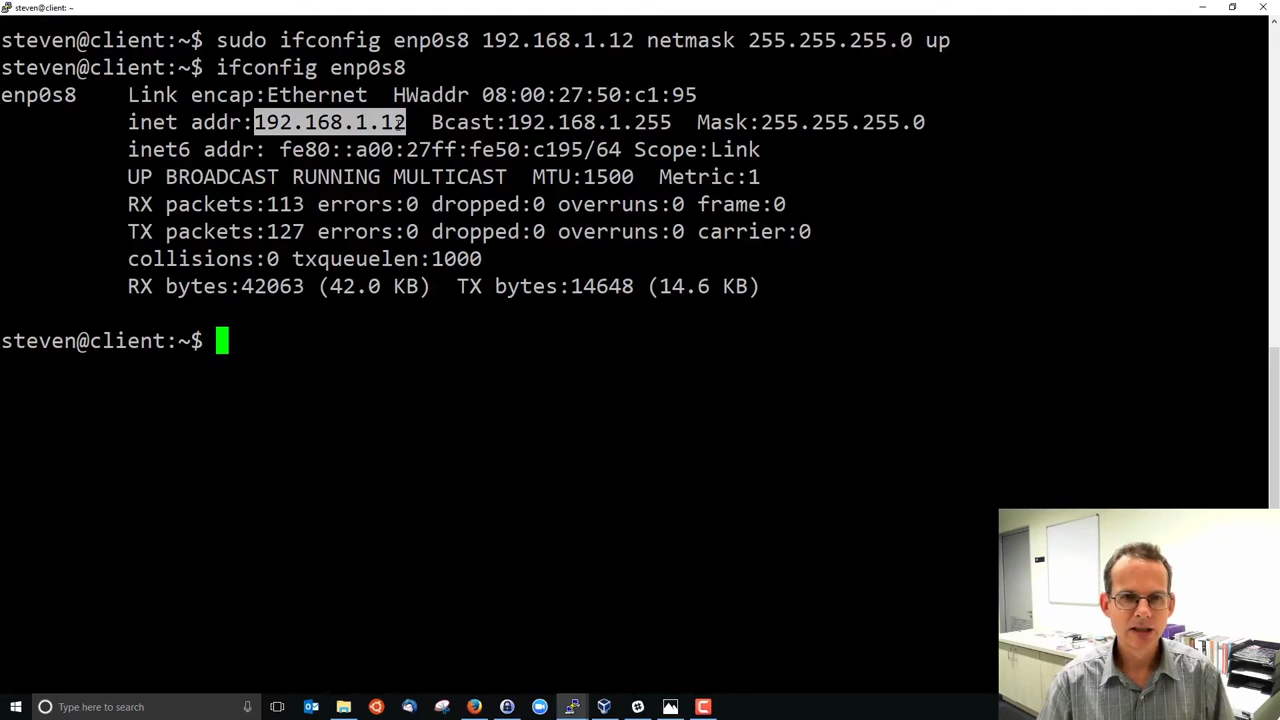 steven@client: ~
steven@client:~$ sudo ifconfig enp0s8 192.168.1.12 netmask 255.255.255.0 up
steven@client:~$ ifconfig enp0s8
enp0s8 Link encap:Ethernet HWaddr 08:00:27:50:c1:95
inet addr:192.168.1.12 Bcast:192.168.1.255 Mask:255.255.255.0
inet6 addr: fe80::a00:27ff:fe50:c195/64 Scope:Link
UP BROADCAST RUNNING MULTICAST MTU:1500 Metric:1
RX packets:113 errors:0 dropped:0 overruns:0 frame:0
TX packets:127 errors:0 dropped:0 overruns:0 carrier:0
collisions:0 txqueuelen:1000
RX bytes:42063 (42.0 KB) TX bytes:14648 (14.6 KB)
steven@client:~$
Type here to search